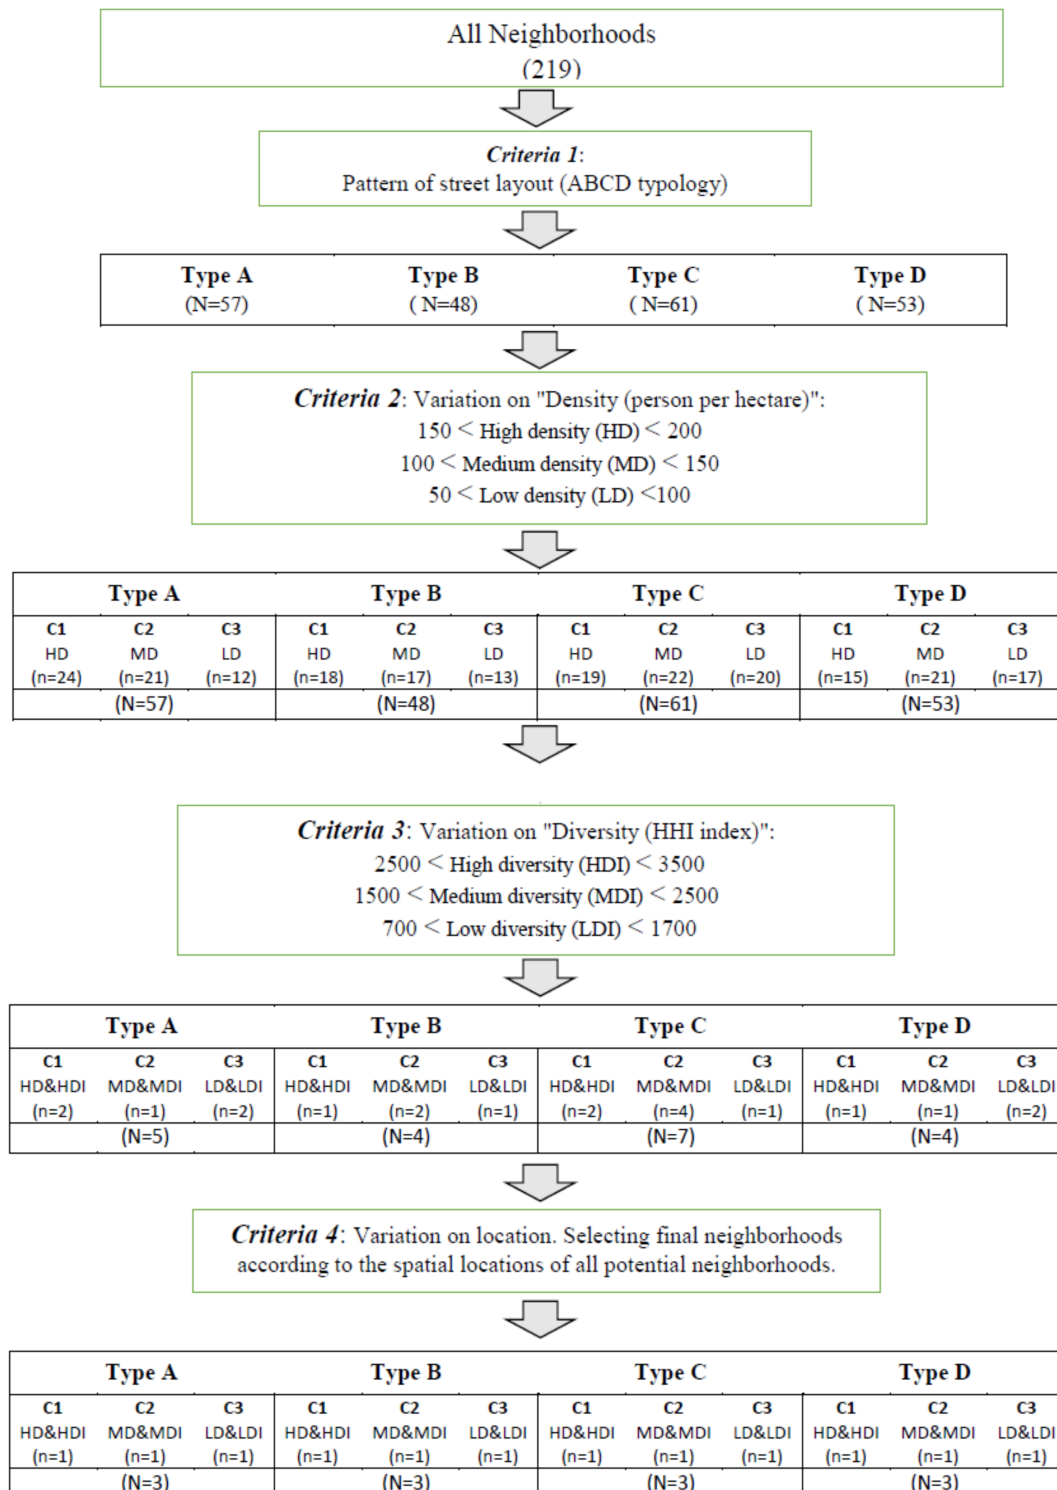 All Neighborhoods
(219)
Criteria 1:
Pattern of street layout (ABCD typology)
Type A Type B Type C Type D
(N=57) ( N=48) ( N=61) ( N=53)
Criteria 2: Variation on "Density (person per hectare)":
150 < High density (HD) < 200
100 < Medium density (MD) < 150
50 < Low density (LD) <100
Type A Type B Type C Type D
C1 C2 C3 C1 C2 C3 C1 C2 C3 C1 C2 C3
HD MD LD HD MD LD HD MD LD HD MD LD
(n=24) (n=21) (n=12) (n=18) (n=17) (n=13) (n=19) (n=22) (n=20) (n=15) (n=21) (n=17)
(N=57) (N=48) (N=61) (N=53)
Criteria 3: Variation on "Diversity (HHI index)":
2500 < High diversity (HDI) < 3500
1500 < Medium diversity (MDI) < 2500
700 < Low diversity (LDI) < 1700
Type A Type B Type C Type D
C1 C2 C3 C1 C2 C3 C1 C2 C3 C1 C2 C3
HD&HDI MD&MDI LD&LDI HD&HDI MD&MDI LD&LDI HD&HDI MD&MDI LD&LDI HD&HDI MD&MDI LD&LDI
(n=2) (n=1) (n=2) (n=1) (n=2) (n=1) (n=2) (n=4) (n=1) (n=1) (n=1) (n=2)
(N=5) (N=4) (N=7) (N=4)
Criteria 4: Variation on location. Selecting final neighborhoods
according to the spatial locations of all potential neighborhoods.
Type A Type B Type C Type D
C1 C2 C3 C1 C2 C3 C1 C2 C3 C1 C2 C3
HD&HDI MD&MDI LD&LDI HD&HDI MD&MDI LD&LDI HD&HDI MD&MDI LD&LDI HD&HDI MD&MDI LD&LDI
(n=1) (n=1) (n=1) (n=1) (n=1) (n=1) (n=1) (n=1) (n=1) (n=1) (n=1) (n=1)
(N=3) (N=3) (N=3) (N=3)